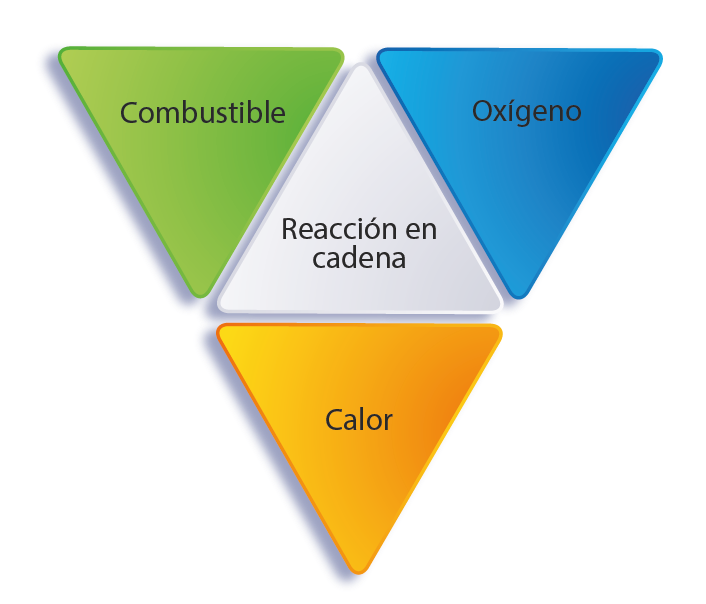 Combustible
Oxígeno
Reacción en
cadena
Calor